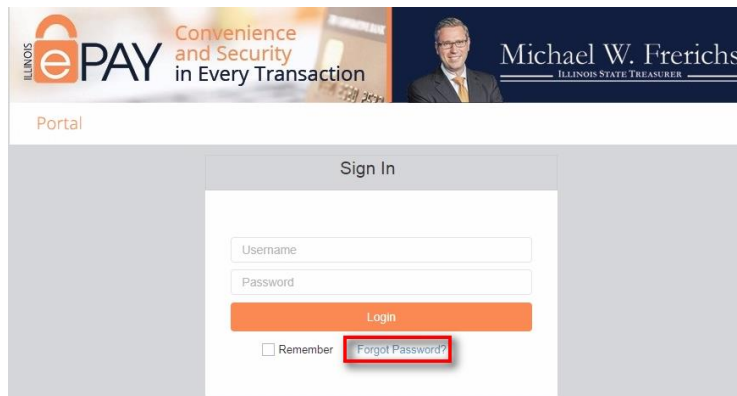 ILLINOIS
ePAY
Convenience
and Security
in Every Transaction
Michael W. Frerichs
ILLINOIS STATE TREASURER
Portal
Sign In
Username
Password
Login
Remember Forgot Password?